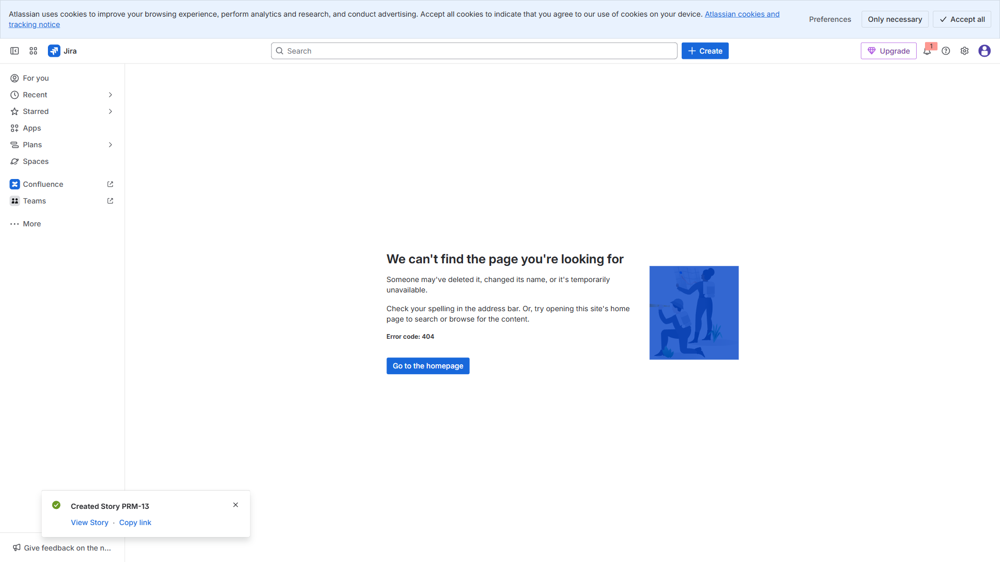 Atlassian uses cookies to improve your browsing experience, perform analytics and research, and conduct advertising. Accept all cookies to indicate that you agree to our use of cookies on your device. Atlassian cookies and
tracking notice
Preferences
Only necessary
Accept all
Jira
Search
Create
Upgrade
1
For you
Recent
Starred
Apps
Plans
Spaces
Confluence
Teams
More
We can't find the page you're looking for
Someone may've deleted it, changed its name, or it's temporarily
unavailable.
Check your spelling in the address bar. Or, try opening this site's home
page to search or browse for the content.
Error code: 404
Go to the homepage
Created Story PRM-13
View Story · Copy link
Give feedback on the n...